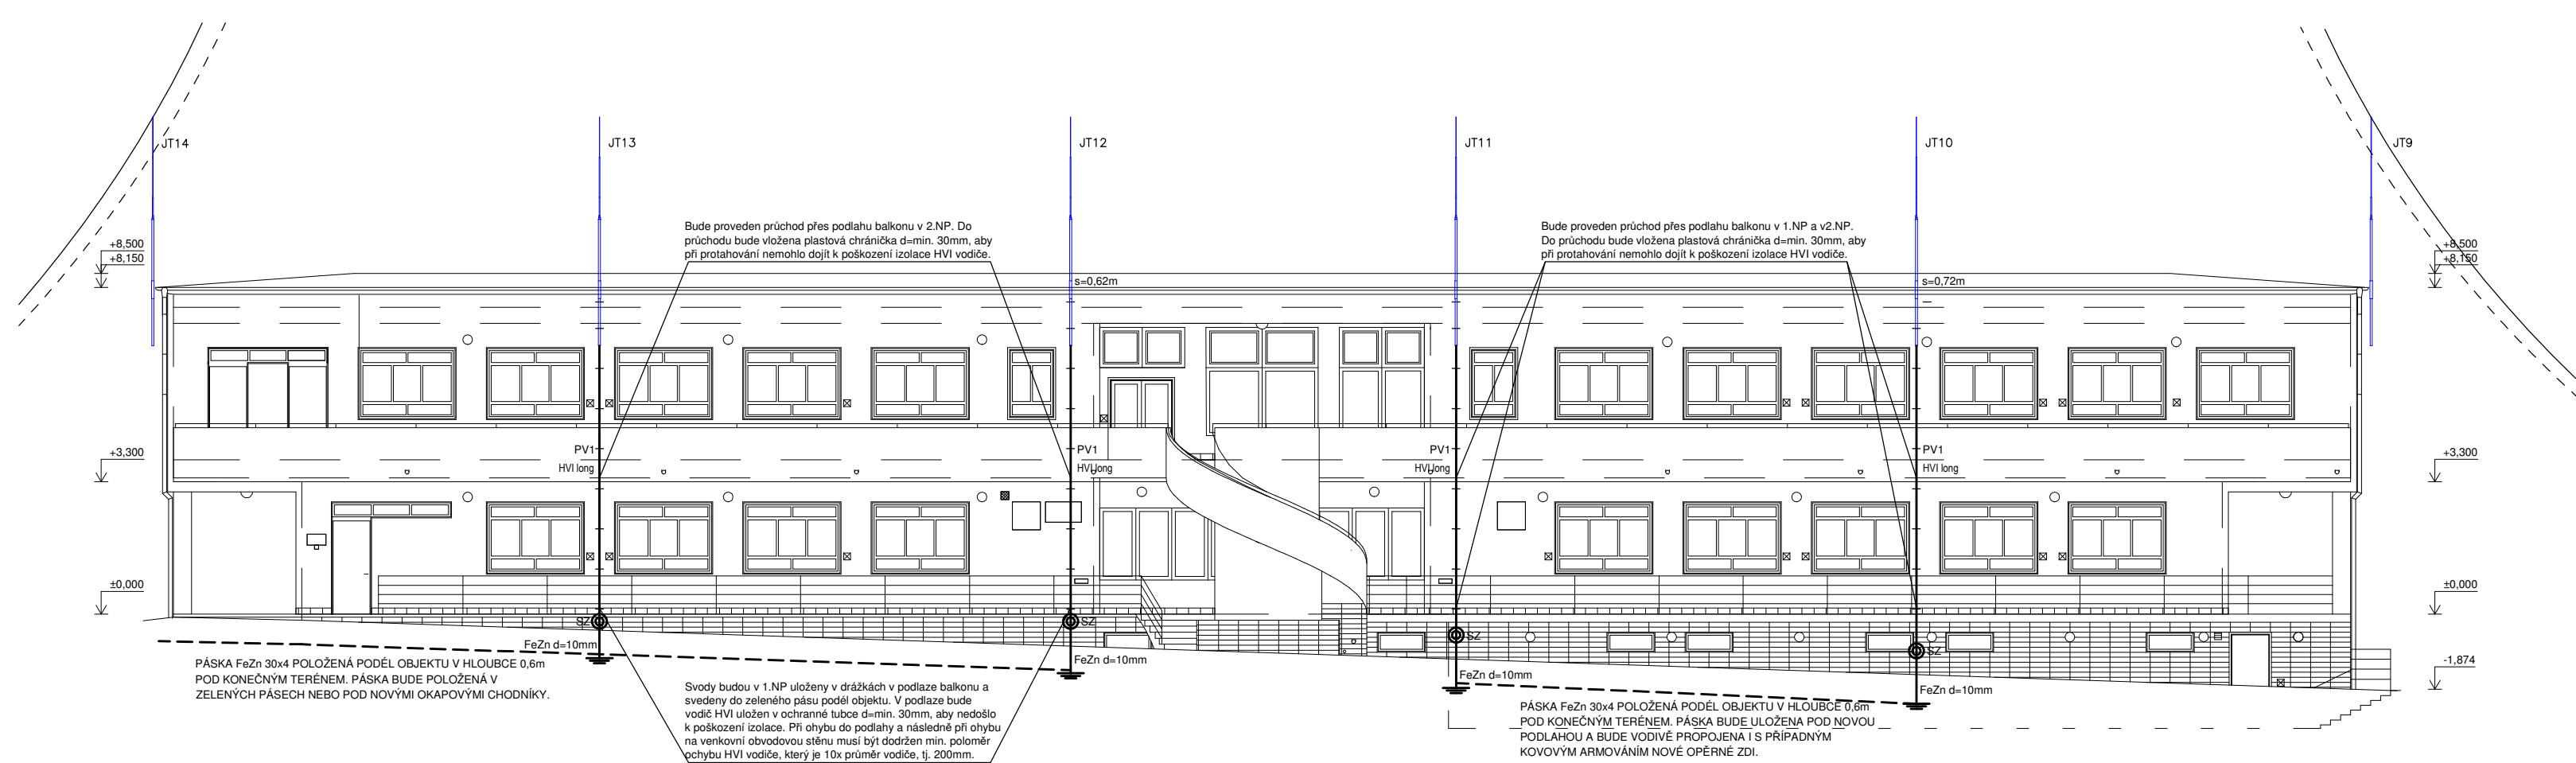 JT14
JT13
JT12
JT11
JT10
JT9
Bude proveden průchod přes podlahu balkonu v 2.NP. Do
průchodu bude vložena plastová chránička d=min. 30mm, aby
při protahování nemohlo dojít k poškození izolace HVI vodiče.
Bude proveden průchod přes podlahu balkonu v 1.NP a v2.NP.
Do průchodu bude vložena plastová chránička d=min. 30mm, aby
při protahování nemohlo dojít k poškození izolace HVI vodiče.
+8,500
+8,150
+8,500
+8,150
s=0,62m
s=0,72m
PV1
HVI long
PV1
HVI long
PV1
HVI long
PV1
HVI long
+3,300
+3,300
±0,000
±0,000
SZ
SZ
SZ
SZ
FeZn d=10mm
FeZn d=10mm
FeZn d=10mm
FeZn d=10mm
-1,874
PÁSKA FeZn 30x4 POLOŽENÁ PODÉL OBJEKTU V HLOUBCE 0,6m
POD KONEČNÝM TERÉNEM. PÁSKA BUDE POLOŽENÁ V
ZELENÝCH PÁSECH NEBO POD NOVÝMI OKAPOVÝMI CHODNÍKY.
Svody budou v 1.NP uloženy v drážkách v podlaze balkonu a
svedeny do zeleného pásu podél objektu. V podlaze bude
vodič HVI uložen v ochranné tubce d=min. 30mm, aby nedošlo
k poškození izolace. Při ohybu do podlahy a následně při ohybu
na venkovní obvodovou stěnu musí být dodržen min. poloměr
ochybu HVI vodiče, který je 10x průměr vodiče, tj. 200mm.
PÁSKA FeZn 30x4 POLOŽENÁ PODÉL OBJEKTU V HLOUBCE 0,6m
POD KONEČNÝM TERÉNEM. PÁSKA BUDE ULOŽENA POD NOVOU
PODLAHOU A BUDE VODIVĚ PROPOJENA I S PŘÍPADNÝM
KOVOVÝM ARMOVÁNÍM NOVÉ OPĚRNÉ ZDI.